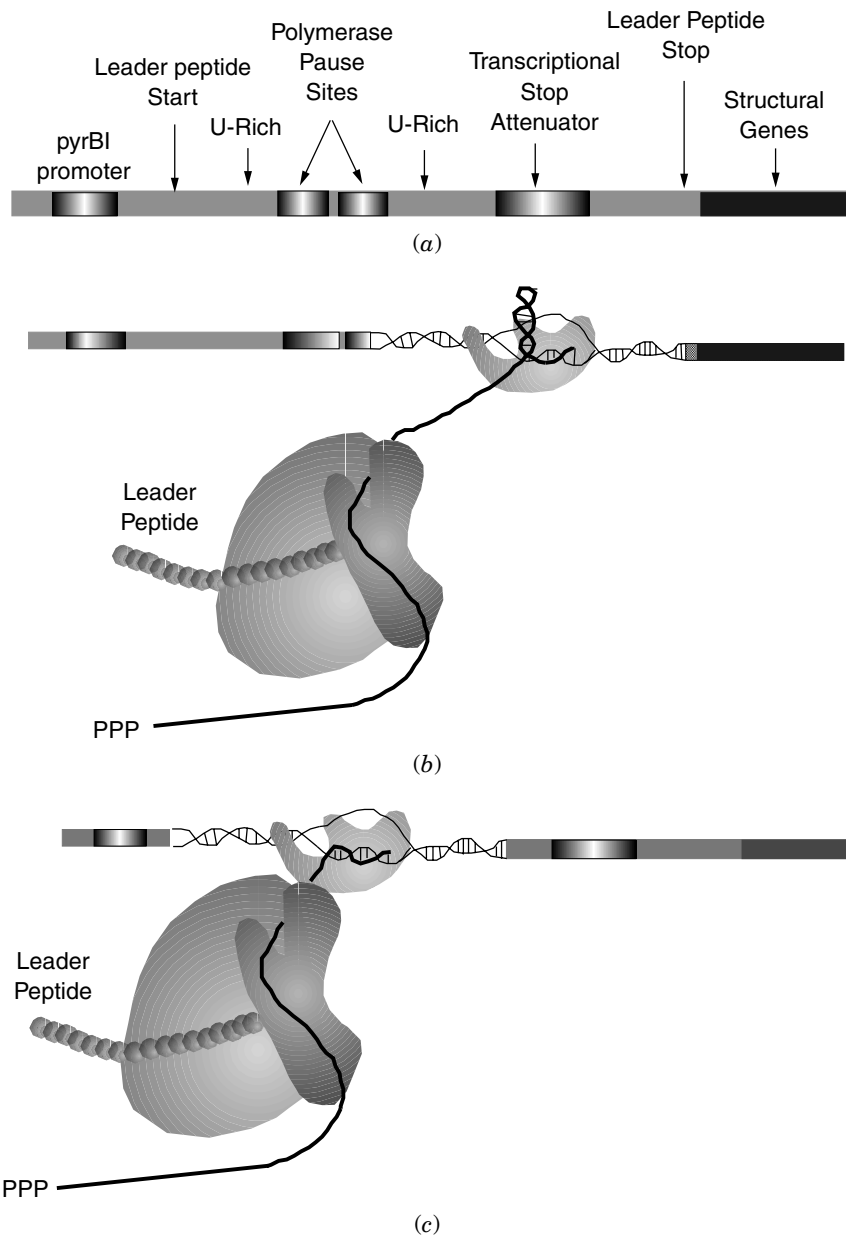 Leader Peptide
Stop
Polymerase
Pause
Sites
Leader peptide
Start
Transcriptional
Stop
Attenuator
Structural
Genes
U-Rich
U-Rich
pyrBI
promoter
(a)
Leader
Peptide
PPP
(b)
Leader
Peptide
PPP
(c)